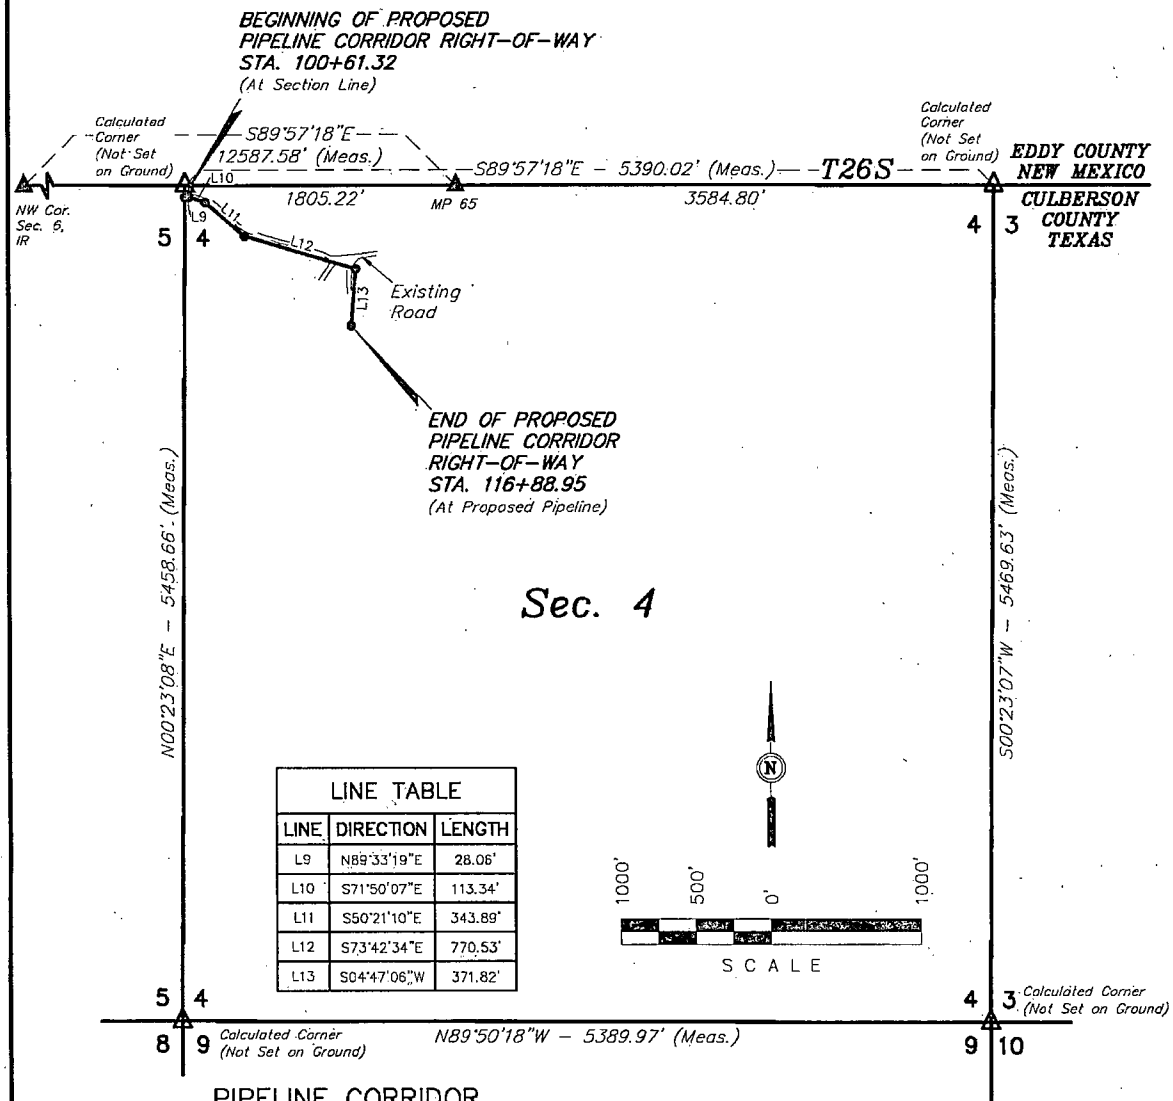 BEGINNING OF PROPOSED
PIPELINE CORRIDOR RIGHT-OF-WAY
STA. 100+61.32
(At Section Line)
Calculated
Corner
(Not Set
on Ground)
S89°57'18"E
12587.58' (Meas.)
S89°57'18"E - 5390.02' (Meas.)
T26S
Calculated
Corner
(Not Set
on Ground)
EDDY COUNTY
NEW MEXICO
CULBERSON
COUNTY
TEXAS
NW Cor.
Sec. 6,
IR
1805.22'
MP 65
3584.80'
L9
L10
L11
L12
L13
5 4
4 3
Existing
Road
END OF PROPOSED
PIPELINE CORRIDOR
RIGHT-OF-WAY
STA. 116+88.95
(At Proposed Pipeline)
N00°23'08"E - 5458.66' (Meas.)
S00°23'07"W - 5469.63' (Meas.)
Sec. 4
N
LINE TABLE
LINE DIRECTION LENGTH
L9 N89°33'19"E 28.06'
L10 S71°50'07"E 113.34'
L11 S50°21'10"E 343.89'
L12 S73°42'34"E 770.53'
L13 S04°47'06"W 371.82'
1000' 500' 0' 1000'
SCALE
5 4
8 9
Calculated Corner
(Not Set on Ground)
N89°50'18"W - 5389.97' (Meas.)
4 3
9 10
Calculated Corner
(Not Set on Ground)
PIPELINE CORRIDOR